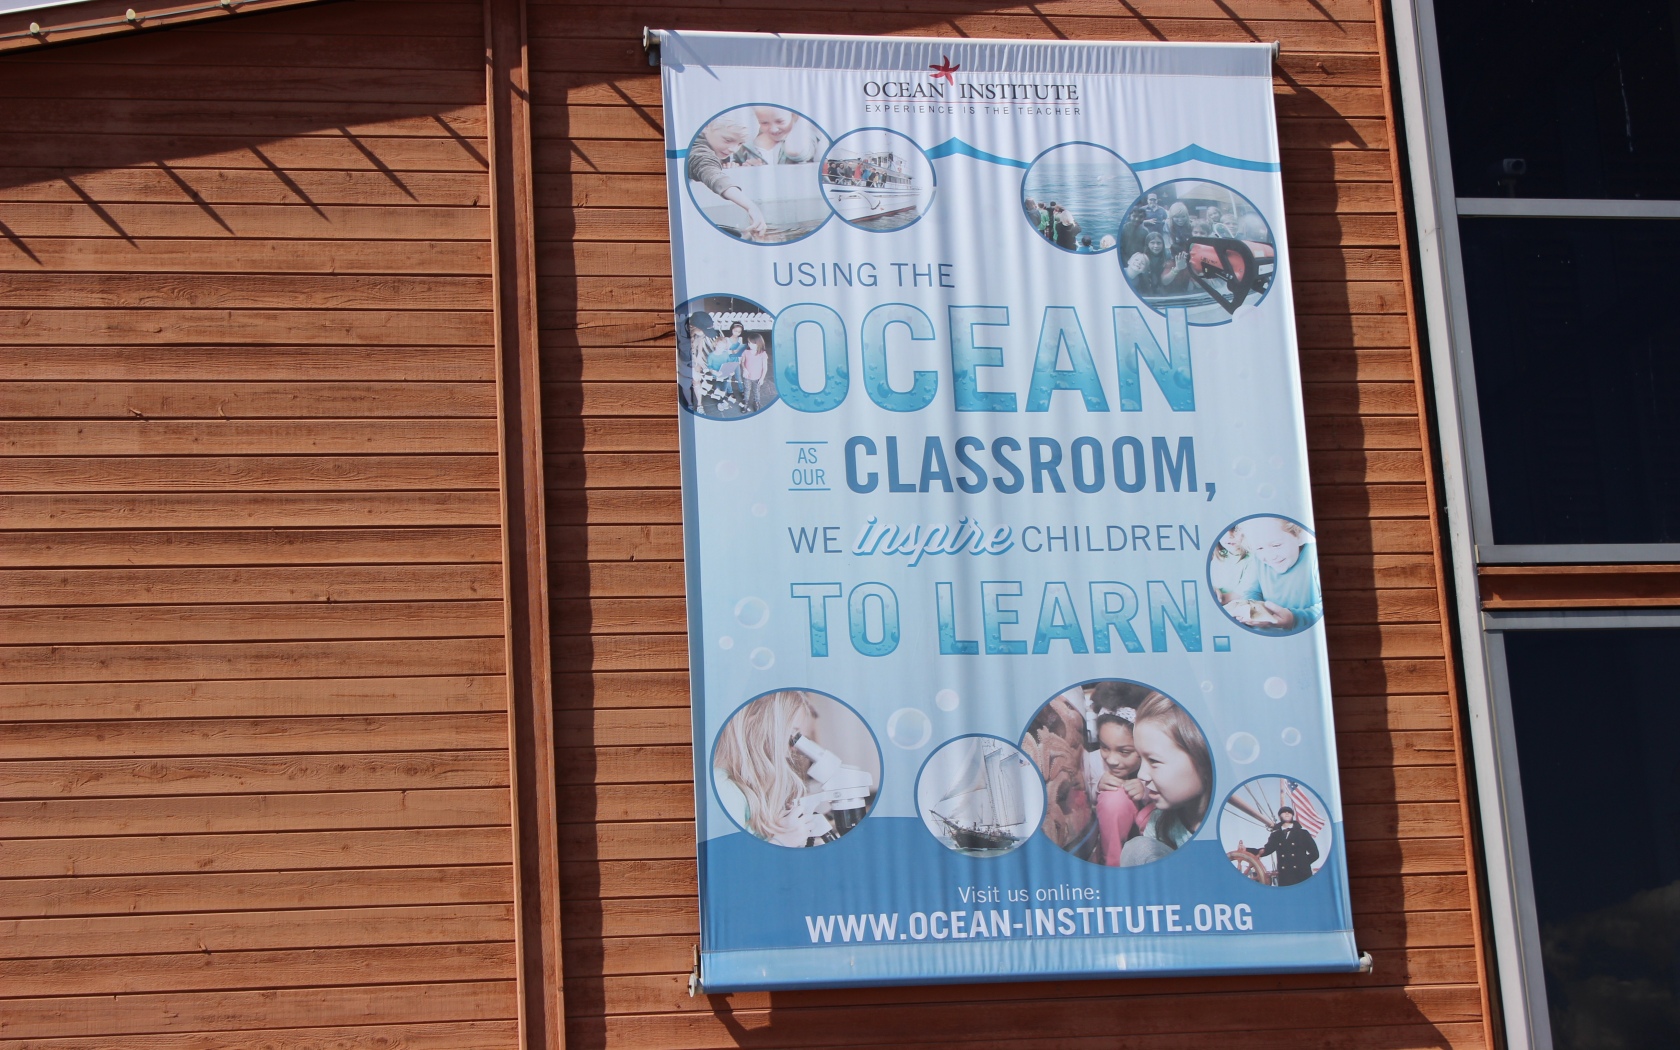 OCEAN INSTITUTE
EXPERIENCE IS THE TEACHER
USING THE
OCEAN
AS
OUR
CLASSROOM,
WE inspire CHILDREN
TO LEARN.
Visit us online:
WWW.OCEAN-INSTITUTE.ORG